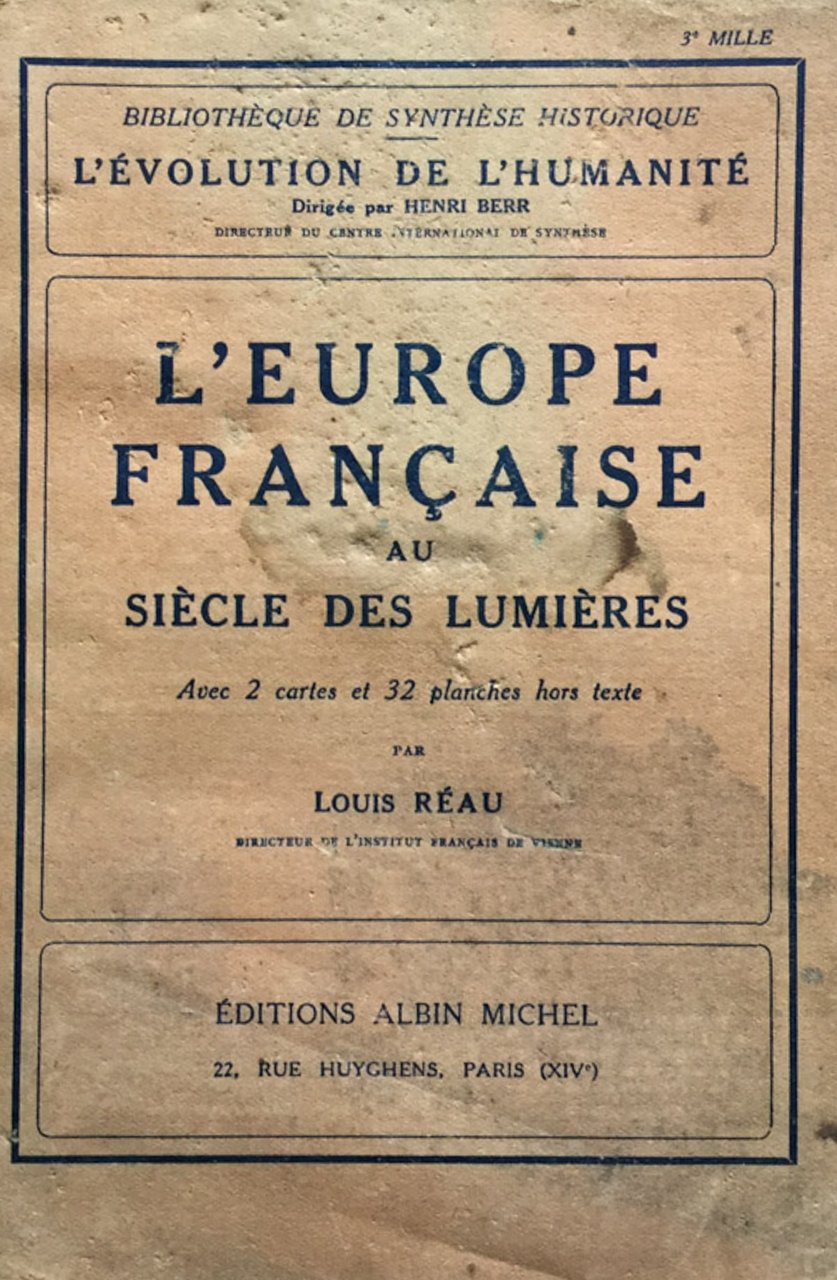 3ᵉ MILLE
BIBLIOTHÈQUE DE SYNTHÈSE HISTORIQUE
L'ÉVOLUTION DE L'HUMANITÉ
Dirigée par HENRI BERR
DIRECTEUR DU CENTRE INTERNATIONAL DE SYNTHÈSE
L'EUROPE
FRANÇAISE
AU
SIÈCLE DES LUMIÈRES
Avec 2 cartes et 32 planches hors texte
PAR
LOUIS RÉAU
DIRECTEUR DE L'INSTITUT FRANÇAIS DE VIENNE
ÉDITIONS ALBIN MICHEL
22, RUE HUYGHENS, PARIS (XIVᵉ)